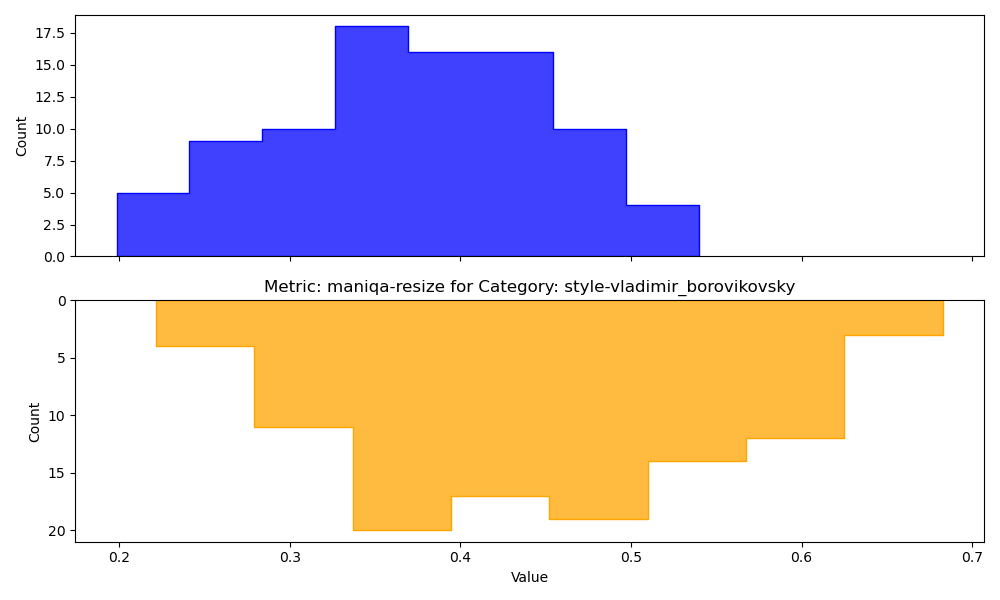 17.5
15.0
12.5
10.0
7.5
5.0
2.5
0.0
Count
Metric: maniqa-resize for Category: style-vladimir_borovikovsky
0
5
10
15
20
Count
0.2 0.3 0.4 0.5 0.6 0.7
Value